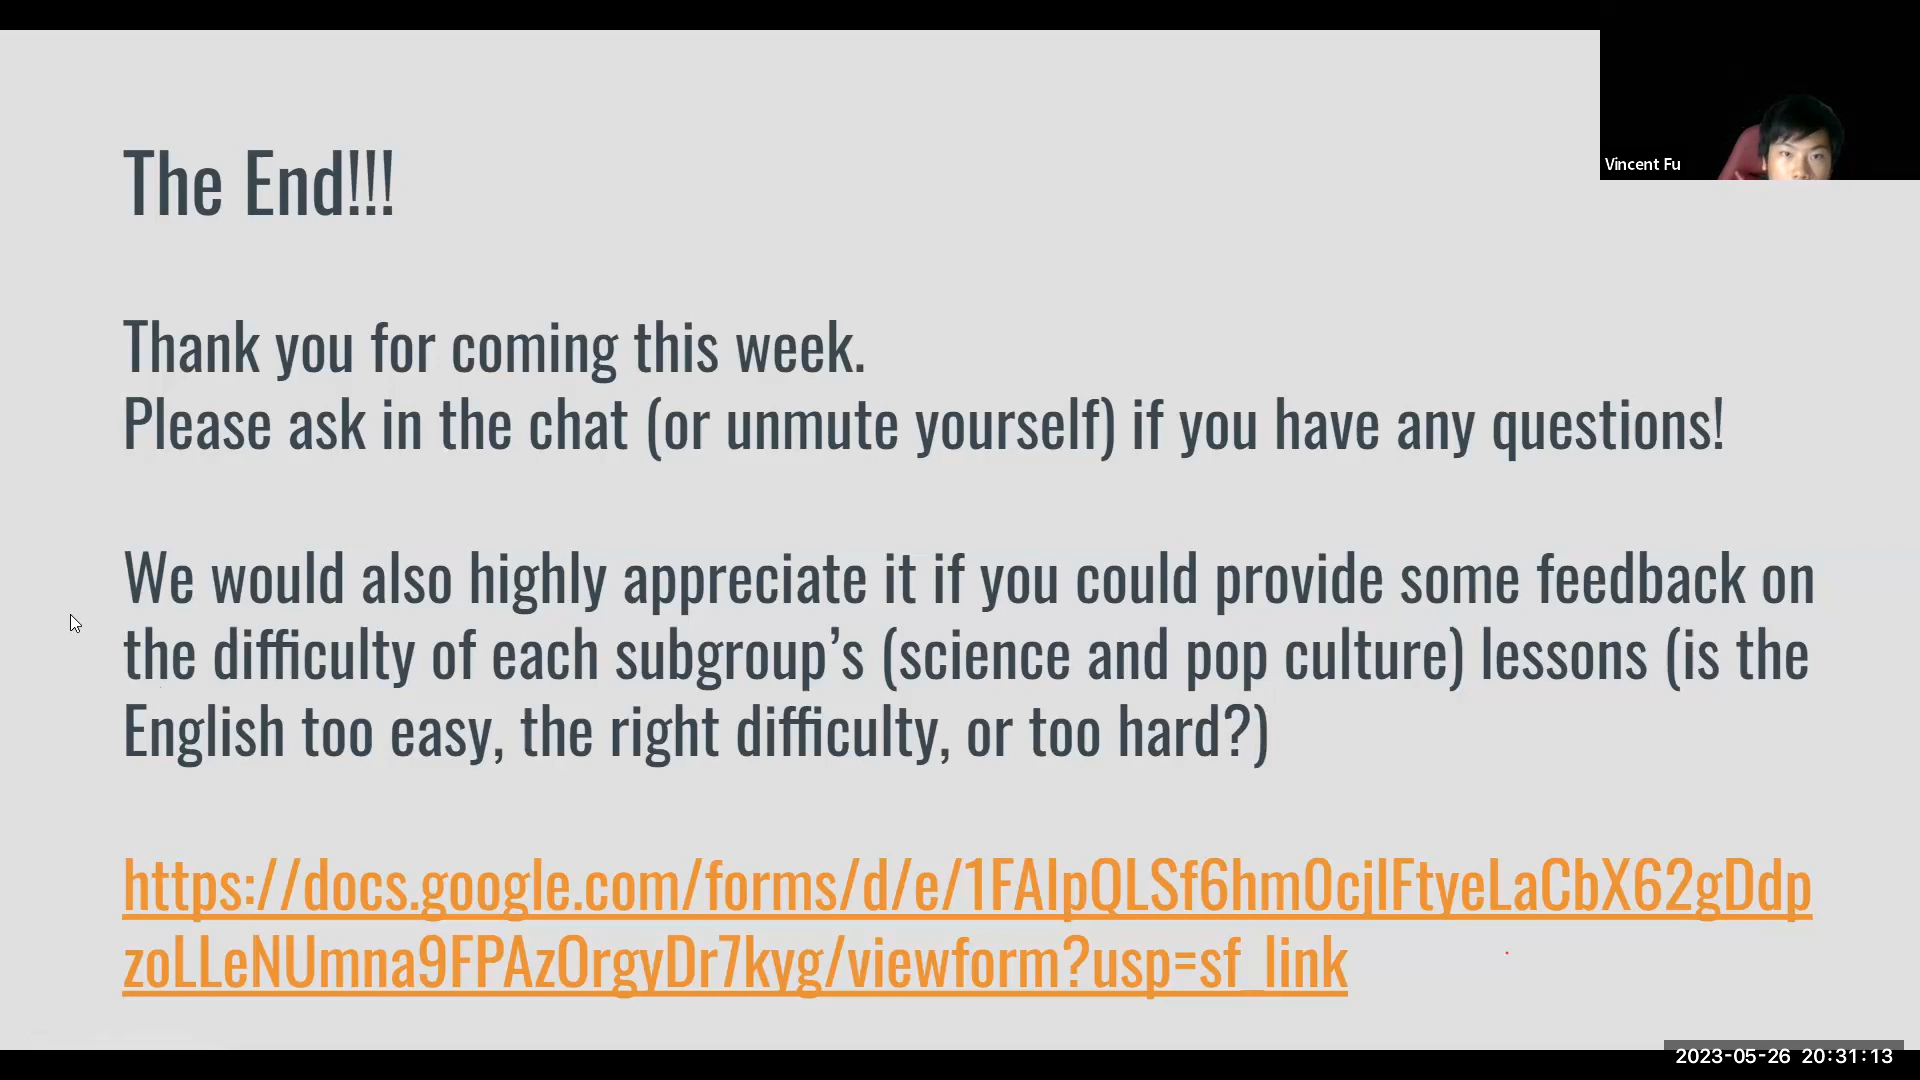 The End!!!
Vincent Fu
Thank you for coming this week.
Please ask in the chat (or unmute yourself) if you have any questions!
We would also highly appreciate it if you could provide some feedback on
the difficulty of each subgroup’s (science and pop culture) lessons (is the
English too easy, the right difficulty, or too hard?)
https://docs.google.com/forms/d/e/1FAIpQLSf6hmOcjIFtyeLaCbX62gDdp
zoLLeNUmna9FPAzOrgyDr7kyg/viewform?usp=sf_link
2023-05-26 20:31:13